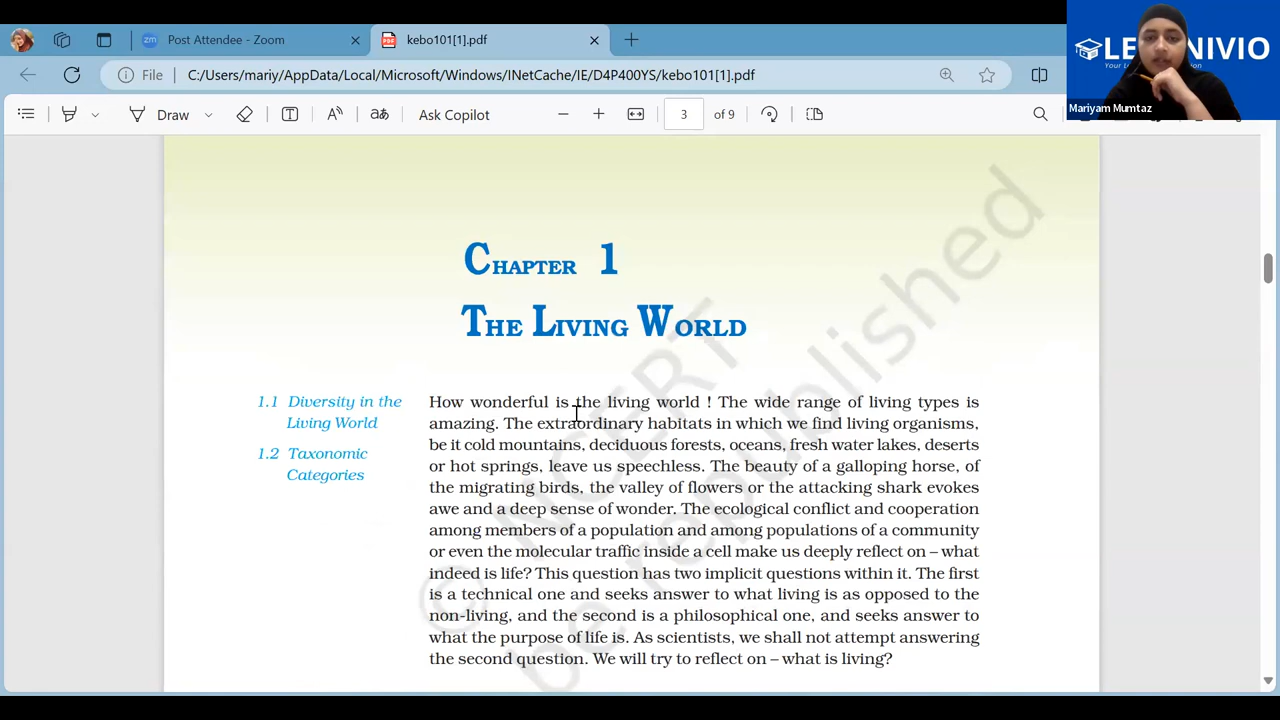 Post Attendee - Zoom
kebo101[1].pdf
File
C:/Users/mariy/AppData/Local/Microsoft/Windows/INetCache/IE/D4P400YS/kebo101[1].pdf
Draw
Ask Copilot
3
of 9
Mariyam Mumtaz
CHAPTER 1
THE LIVING WORLD
1.1 Diversity in the
Living World
1.2 Taxonomic
Categories
How wonderful is the living world ! The wide range of living types is
amazing. The extraordinary habitats in which we find living organisms,
be it cold mountains, deciduous forests, oceans, fresh water lakes, deserts
or hot springs, leave us speechless. The beauty of a galloping horse, of
the migrating birds, the valley of flowers or the attacking shark evokes
awe and a deep sense of wonder. The ecological conflict and cooperation
among members of a population and among populations of a community
or even the molecular traffic inside a cell make us deeply reflect on – what
indeed is life? This question has two implicit questions within it. The first
is a technical one and seeks answer to what living is as opposed to the
non-living, and the second is a philosophical one, and seeks answer to
what the purpose of life is. As scientists, we shall not attempt answering
the second question. We will try to reflect on – what is living?
© NCERT
be republished